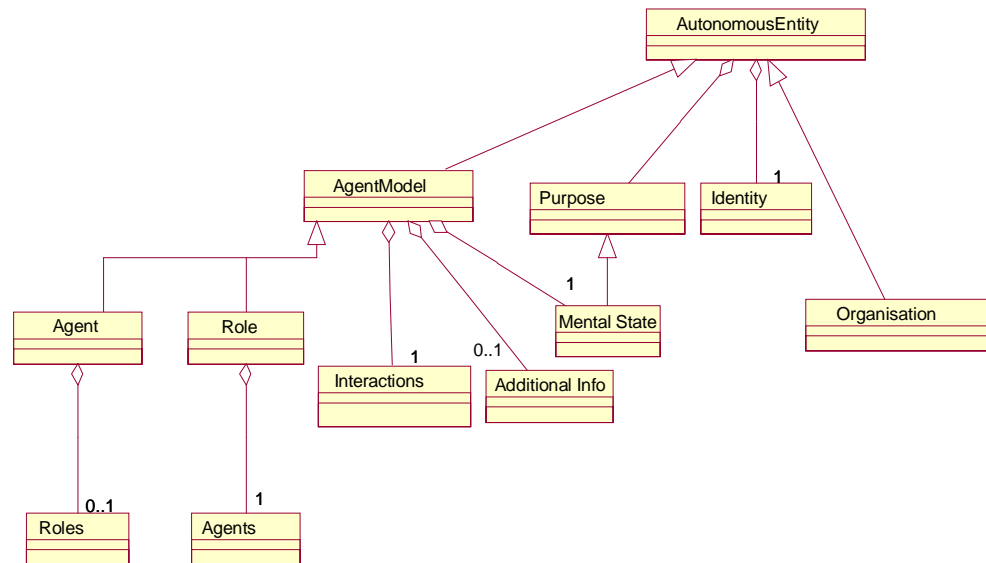 AutonomousEntity
AgentModel
Purpose
1
Identity
1
Agent
Role
Mental State
Organisation
0..1
1
Interactions
Additional Info
0..1
1
Roles
Agents